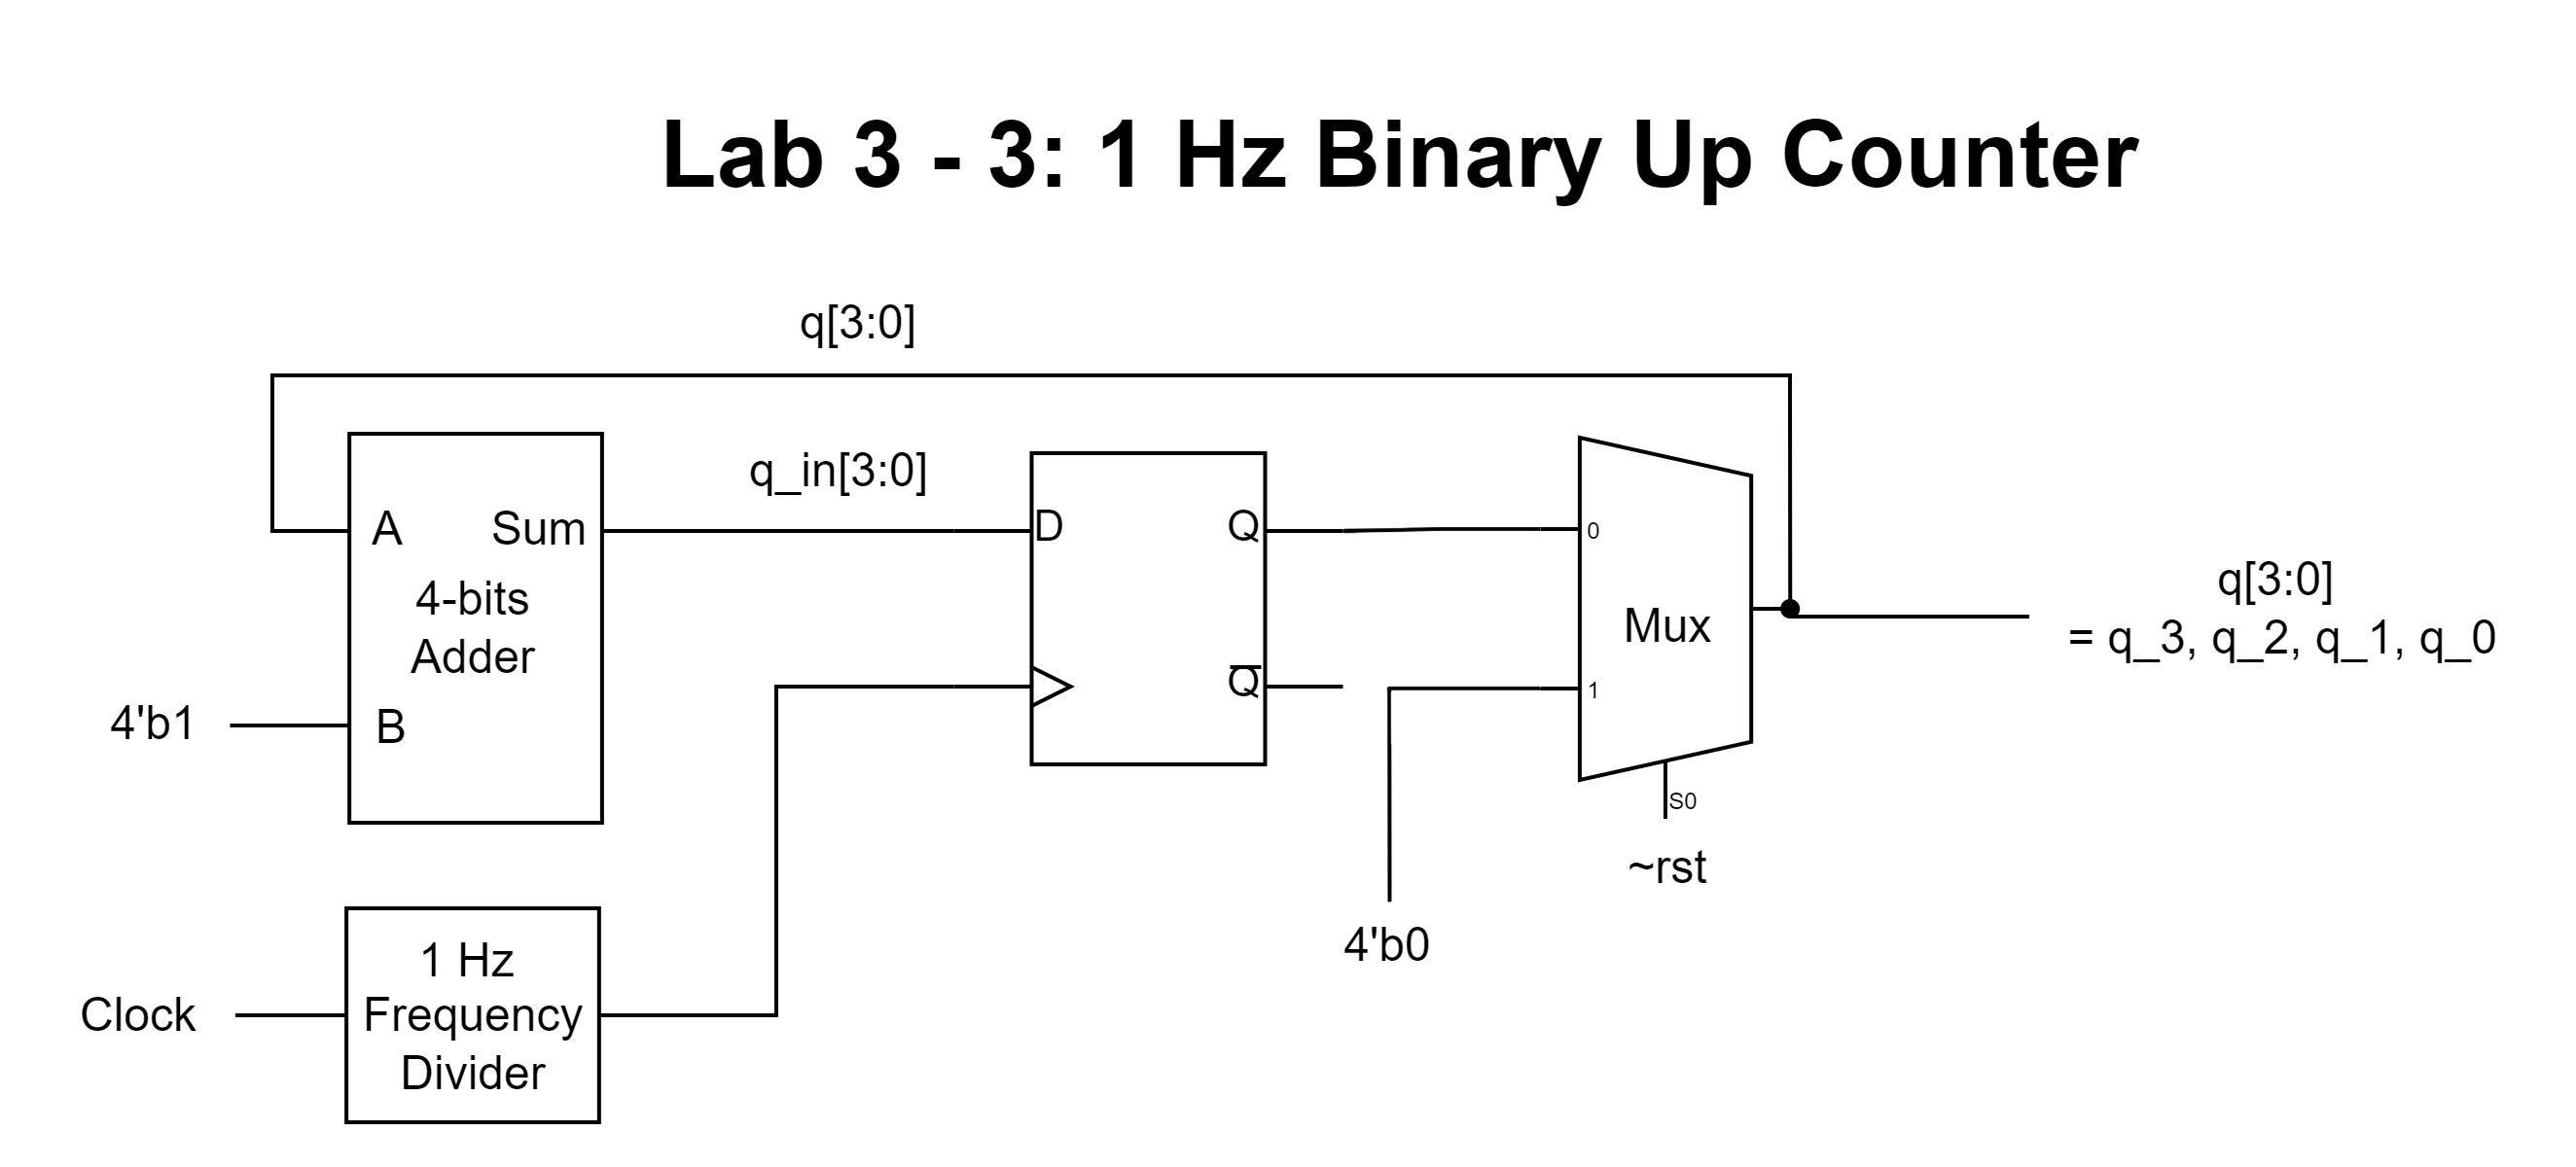 Lab 3 - 3: 1 Hz Binary Up Counter
q[3:0]
q_in[3:0]
A
Sum
4-bits
Adder
4'b1
B
D
Q
Q̅
0
1
Mux
S0
~rst
4'b0
q[3:0]
= q_3, q_2, q_1, q_0
Clock
1 Hz
Frequency
Divider